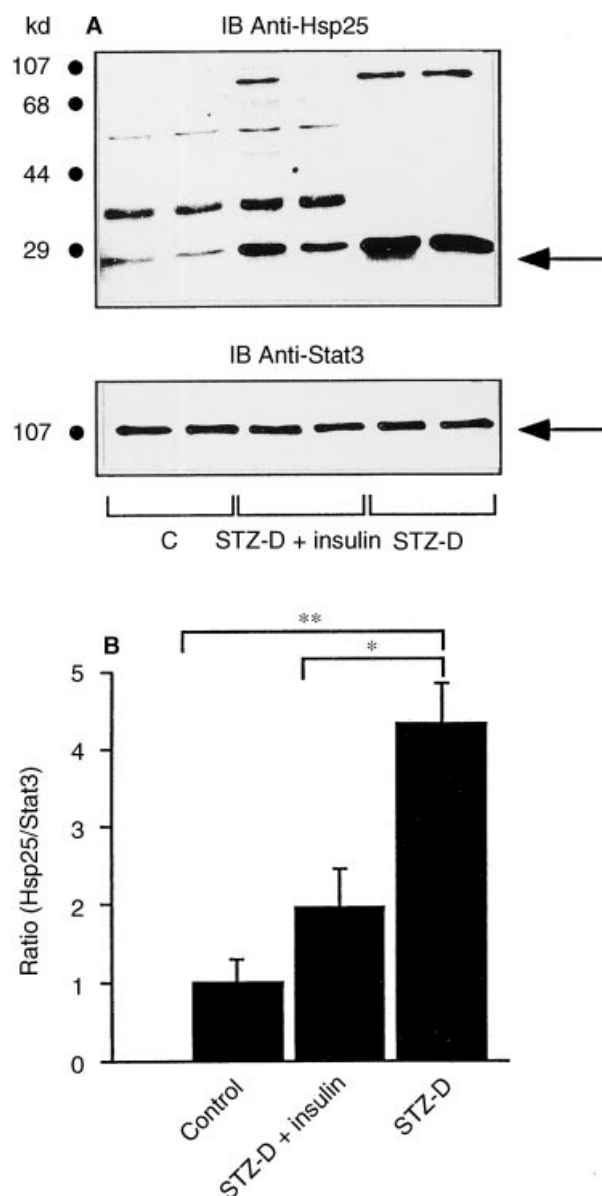 kd A IB Anti-Hsp25
107
68
44
29
IB Anti-Stat3
107
C STZ-D + insulin STZ-D
B
**
*
5
4
3
2
1
0
Ratio (Hsp25/Stat3)
Control
STZ-D + insulin
STZ-D